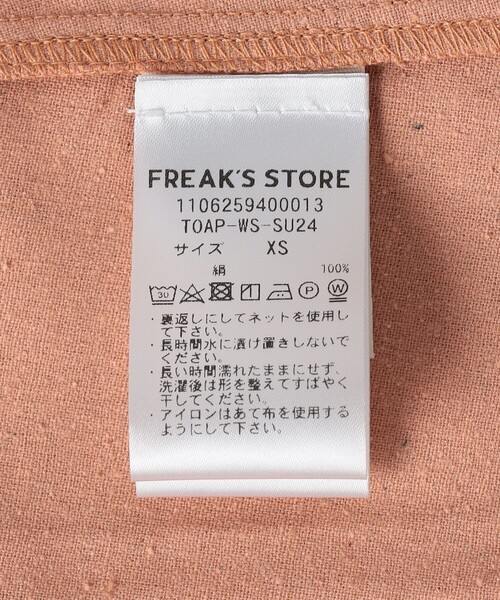 FREAK'S STORE
1106259400013
TOAP-WS-SU24
サイズ XS
絹 100%
30 W
・裏返しにしてネットを使用し
て下さい。
・長時間水に漬け置きしないで
ください。
・長い時間濡れたままにせず、
洗濯後は形を整えてすばやく
干してください。
・アイロンはあて布を使用する
ようにして下さい。